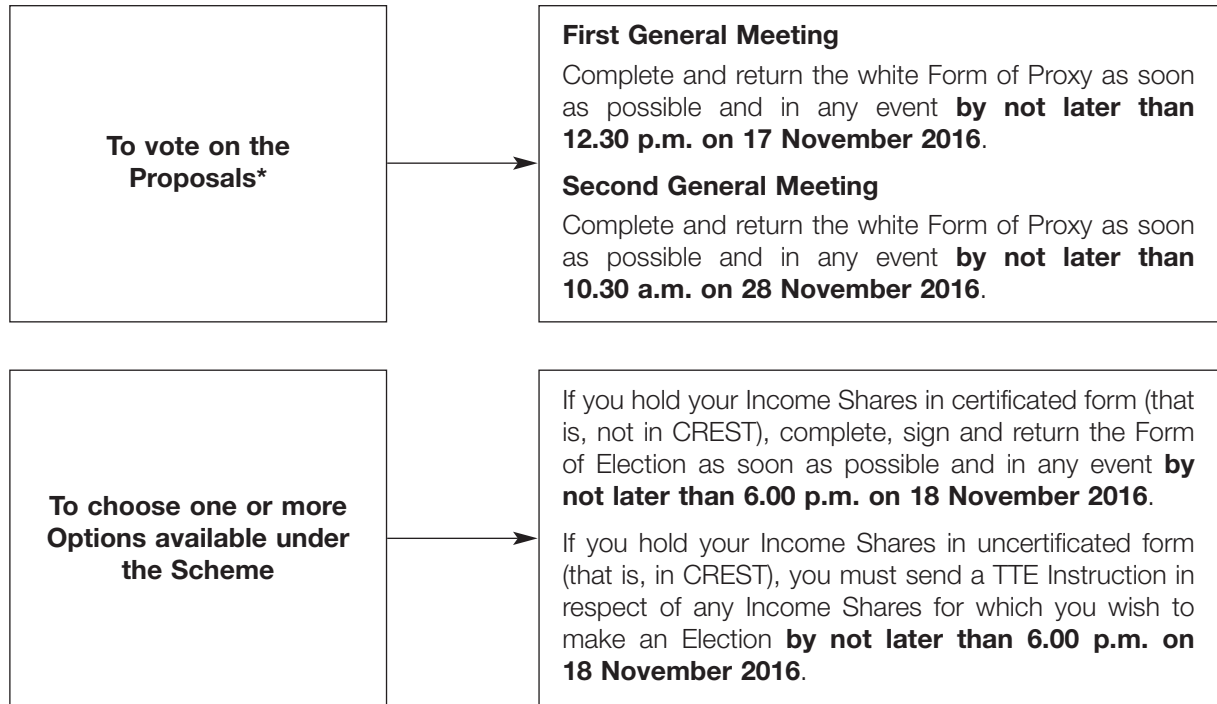 To vote on the
Proposals*
First General Meeting
Complete and return the white Form of Proxy as soon
as possible and in any event by not later than
12.30 p.m. on 17 November 2016.
Second General Meeting
Complete and return the white Form of Proxy as soon
as possible and in any event by not later than
10.30 a.m. on 28 November 2016.
To choose one or more
Options available under
the Scheme
If you hold your Income Shares in certificated form (that
is, not in CREST), complete, sign and return the Form
of Election as soon as possible and in any event by
not later than 6.00 p.m. on 18 November 2016.
If you hold your Income Shares in uncertificated form
(that is, in CREST), you must send a TTE Instruction in
respect of any Income Shares for which you wish to
make an Election by not later than 6.00 p.m. on
18 November 2016.